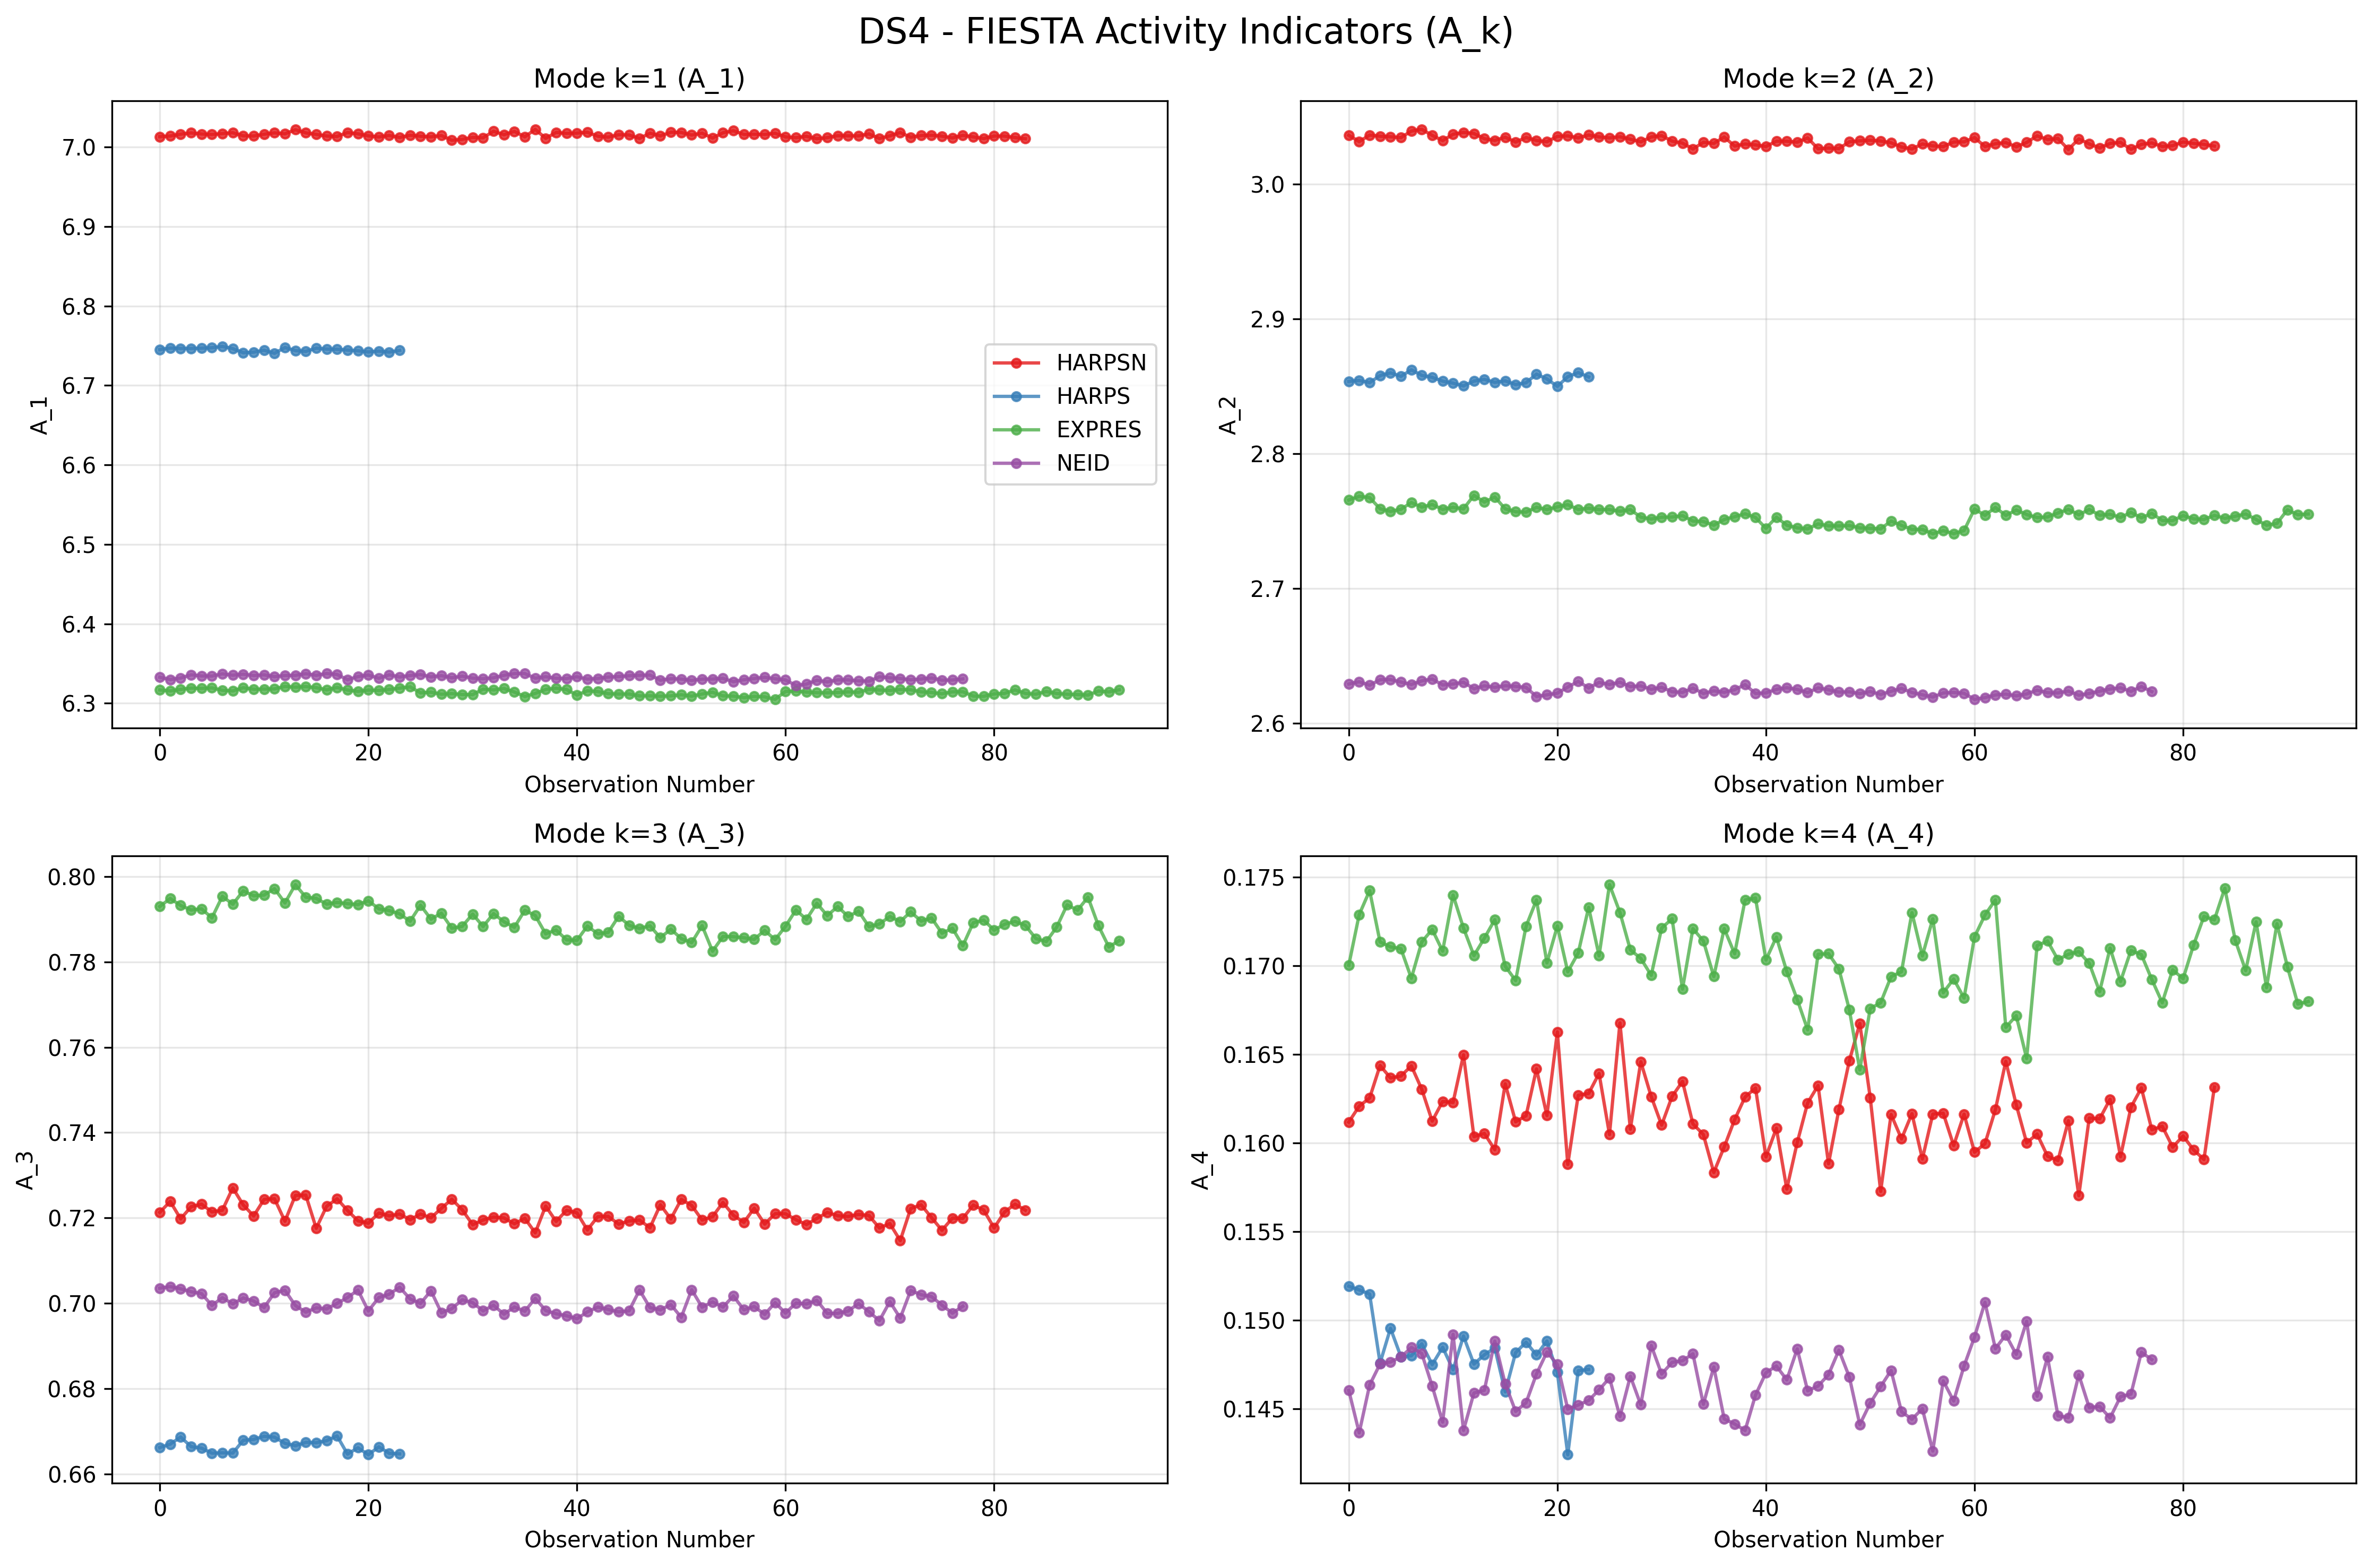 DS4 - FIESTA Activity Indicators (A_k)
Mode k=1 (A_1)
7.0
6.9
6.8
6.7
6.6
6.5
6.4
6.3
A_1
0 20 40 60 80
Observation Number
HARPSN
HARPS
EXPRES
NEID
Mode k=2 (A_2)
3.0
2.9
2.8
2.7
2.6
A_2
0 20 40 60 80
Observation Number
Mode k=3 (A_3)
0.80
0.78
0.76
0.74
0.72
0.70
0.68
0.66
A_3
0 20 40 60 80
Observation Number
Mode k=4 (A_4)
0.175
0.170
0.165
0.160
0.155
0.150
0.145
A_4
0 20 40 60 80
Observation Number